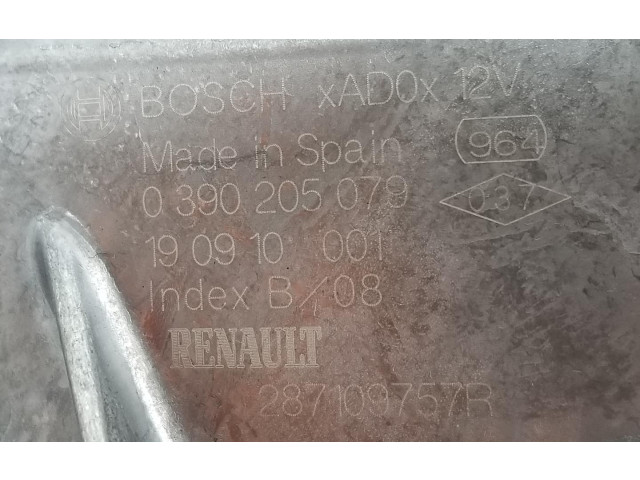 BOSCH xAD0x 12V
Made in Spain 964
0 390 205 079 037
19 09 10 001
Index B/08
RENAULT
287109757R